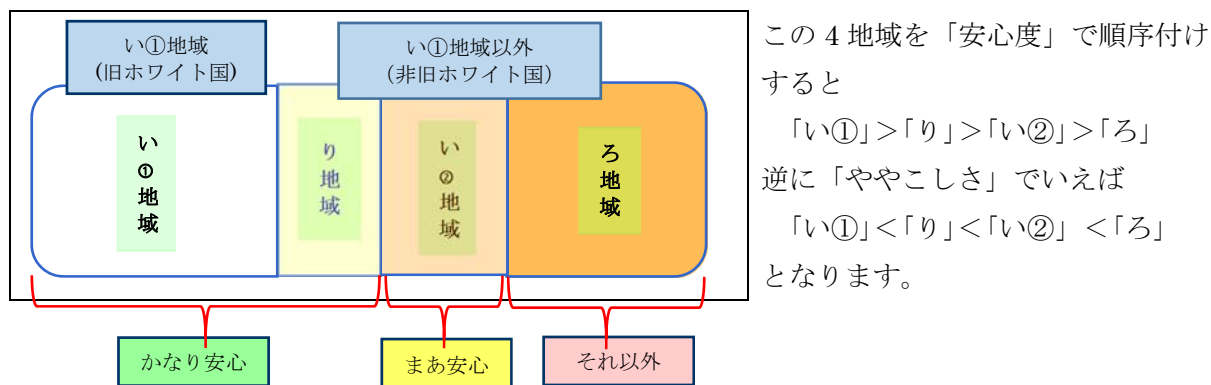 い①地域
(旧ホワイト国)
い①地域以外
（非旧ホワイト国）
い①地域
り地域
い②地域
ろ地域
かなり安心
まあ安心
それ以外
この 4 地域を「安心度」で順序付け
すると
「い①」＞「り」＞「い②」＞「ろ」
逆に「ややこしさ」でいえば
「い①」＜「り」＜「い②」＜「ろ」
となります。